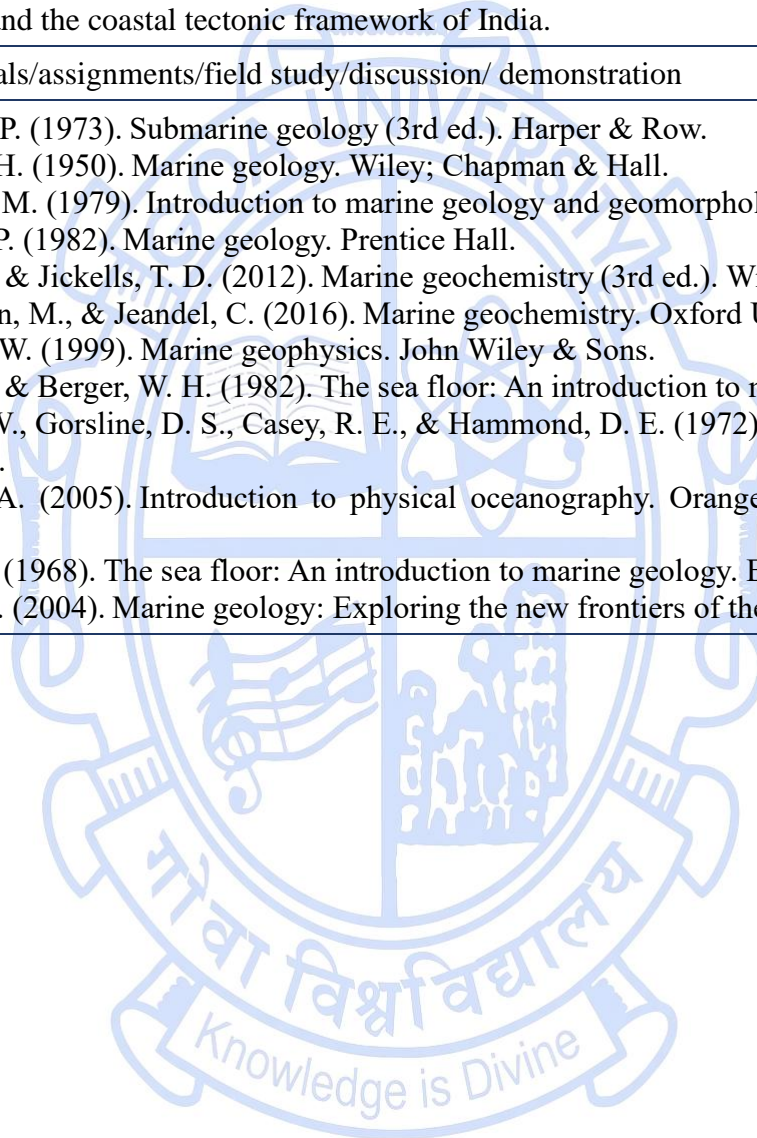 nd the coastal tectonic framework of India.
als/assignments/field study/discussion/ demonstration
P. (1973). Submarine geology (3rd ed.). Harper & Row.
H. (1950). Marine geology. Wiley; Chapman & Hall.
M. (1979). Introduction to marine geology and geomorphol
P. (1982). Marine geology. Prentice Hall.
& Jickells, T. D. (2012). Marine geochemistry (3rd ed.). Wi
n, M., & Jeandel, C. (2016). Marine geochemistry. Oxford U
W. (1999). Marine geophysics. John Wiley & Sons.
& Berger, W. H. (1982). The sea floor: An introduction to m
W., Gorsline, D. S., Casey, R. E., & Hammond, D. E. (1972)
.
A. (2005). Introduction to physical oceanography. Orange
(1968). The sea floor: An introduction to marine geology. E
. (2004). Marine geology: Exploring the new frontiers of the
GOA UNIVERSITY
गोंवा विश्वविद्यालय
Knowledge is Divine